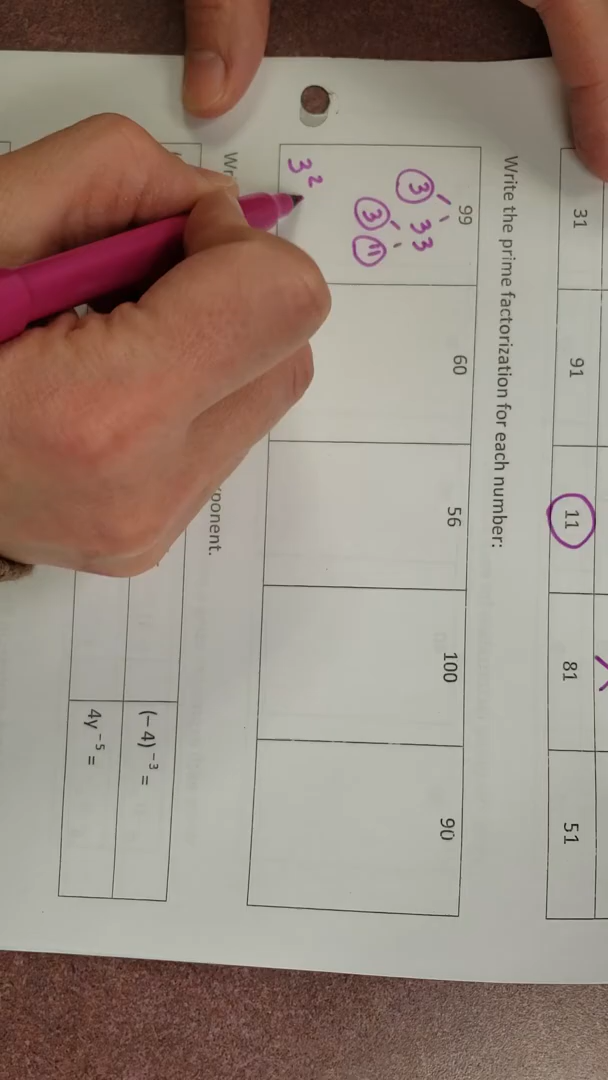 31 91 11 81 51
Write the prime factorization for each number:
99 60 56 100 90
3 33
3 11
3²
ponent.
(-4)⁻³ =
4y⁻⁵ =